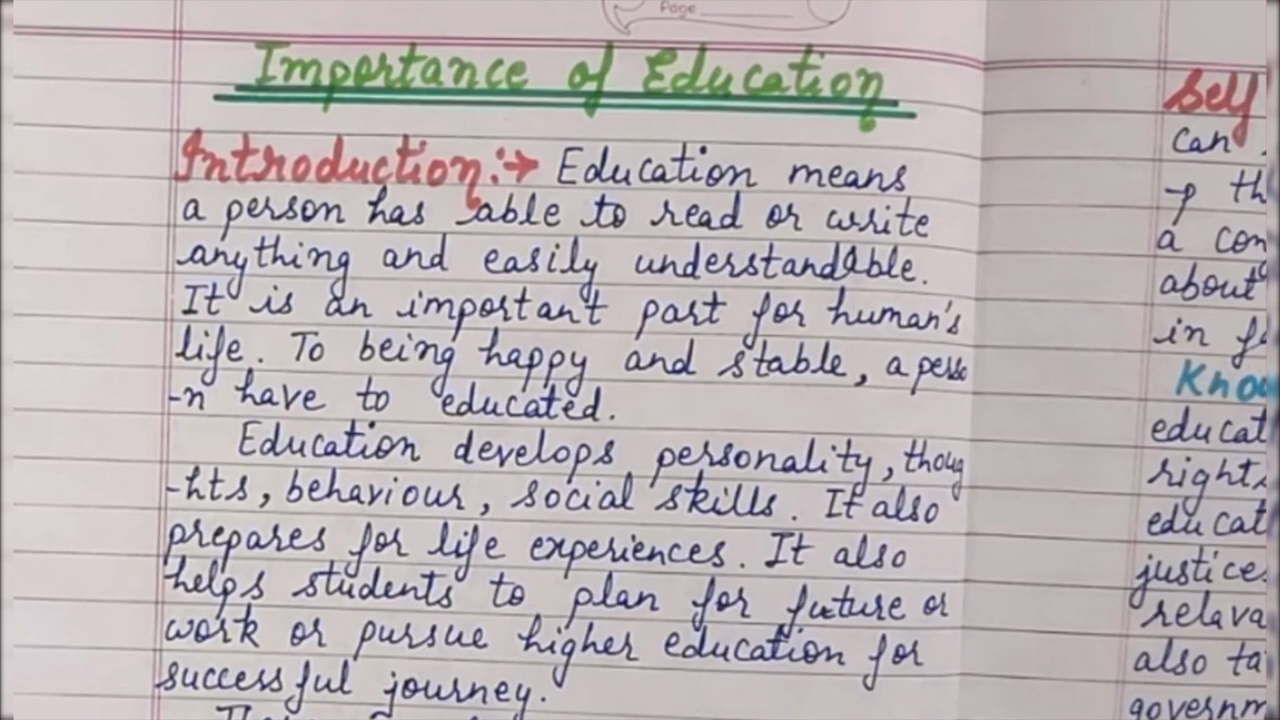 Page
Importance of Education
Introduction:→ Education means
a person has able to read or write
anything and easily understandable.
It is an important part for human's
life. To being happy and stable, a perso
-n have to educated.
Education develops personality, thoug
-hts, behaviour, social skills. It also
prepares for life experiences. It also
helps students to plan for future or
work or pursue higher education for
successful journey.
Self
can
→ th
a con
about
in f
Know
educat
right
educat
justice
relava
also ta
governm